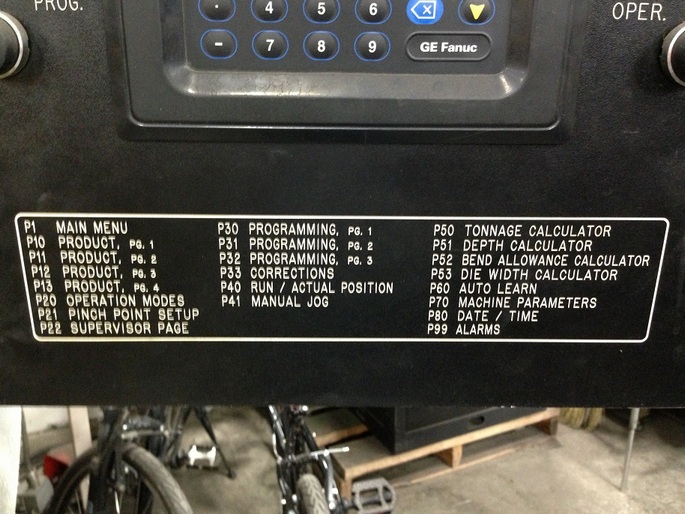 PROG.
OPER.
4 5 6
- 7 8 9 GE Fanuc
P1 MAIN MENU
P10 PRODUCT, PG. 1
P11 PRODUCT, PG. 2
P12 PRODUCT, PG. 3
P13 PRODUCT, PG. 4
P20 OPERATION MODES
P21 PINCH POINT SETUP
P22 SUPERVISOR PAGE
P30 PROGRAMMING, PG. 1
P31 PROGRAMMING, PG. 2
P32 PROGRAMMING, PG. 3
P33 CORRECTIONS
P40 RUN / ACTUAL POSITION
P41 MANUAL JOG
P50 TONNAGE CALCULATOR
P51 DEPTH CALCULATOR
P52 BEND ALLOWANCE CALCULATOR
P53 DIE WIDTH CALCULATOR
P60 AUTO LEARN
P70 MACHINE PARAMETERS
P80 DATE / TIME
P99 ALARMS